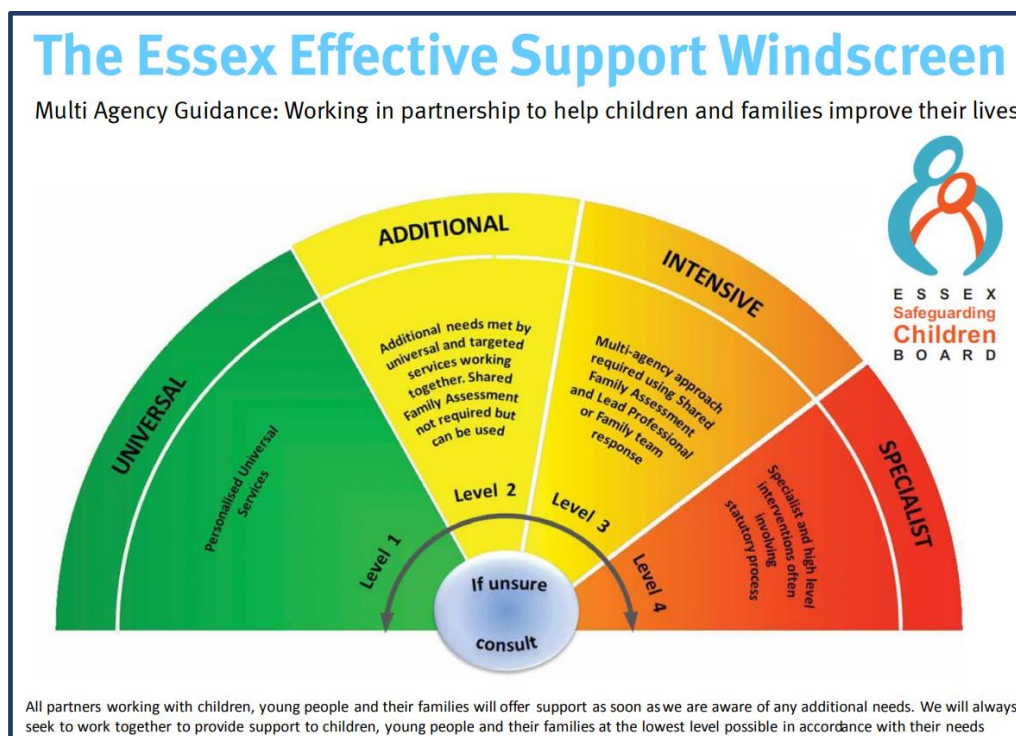 The Essex Effective Support Windscreen
Multi Agency Guidance: Working in partnership to help children and families improve their lives
ESSEX
Safeguarding
Children
BOARD
UNIVERSAL
Personalised Universal
Services
Level 1
ADDITIONAL
Additional needs met by
universal and targeted
services working
together. Shared
Family Assessment
not required but
can be used
Level 2
INTENSIVE
Multi-agency approach
required using Shared
Family Assessment
and Lead Professional
or Family team
response
Level 3
SPECIALIST
Specialist and high level
interventions often
involving
statutory process
Level 4
If unsure
consult
All partners working with children, young people and their families will offer support as soon as we are aware of any additional needs. We will always
seek to work together to provide support to children, young people and their families at the lowest level possible in accordance with their needs